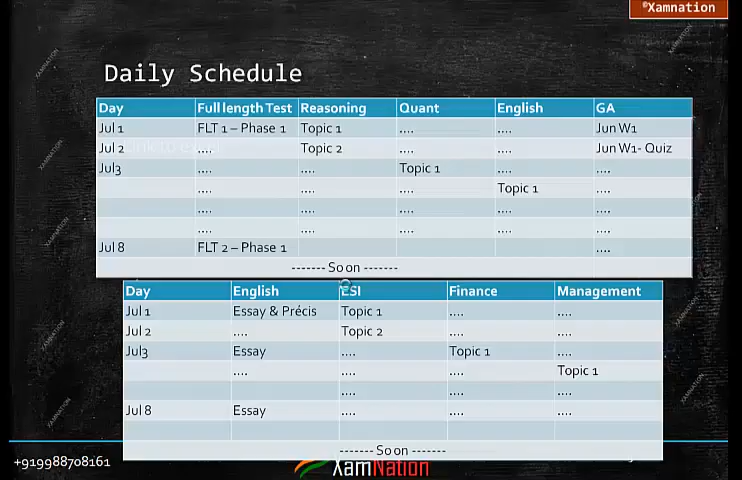 ©Xamnation
Daily Schedule
Day Full length Test Reasoning Quant English GA
Jul 1 FLT 1 – Phase 1 Topic 1 .... .... Jun W1
Jul 2 .... Topic 2 Jun W1- Quiz
Jul3 .... .... Topic 1 ....
.... .... .... Topic 1 ....
.... .... .... .... ....
.... .... .... .... ....
Jul 8 FLT 2 – Phase 1 ....
------- So on -------
Day English ESI Finance Management
Jul 1 Essay & Précis Topic 1 .... ....
Jul 2 .... Topic 2 .... ....
Jul3 Essay .... Topic 1 ....
.... .... .... Topic 1
.... .... ....
Jul 8 Essay .... .... ....
------- So on -------
+919988708161
XamNation
XAMNATION